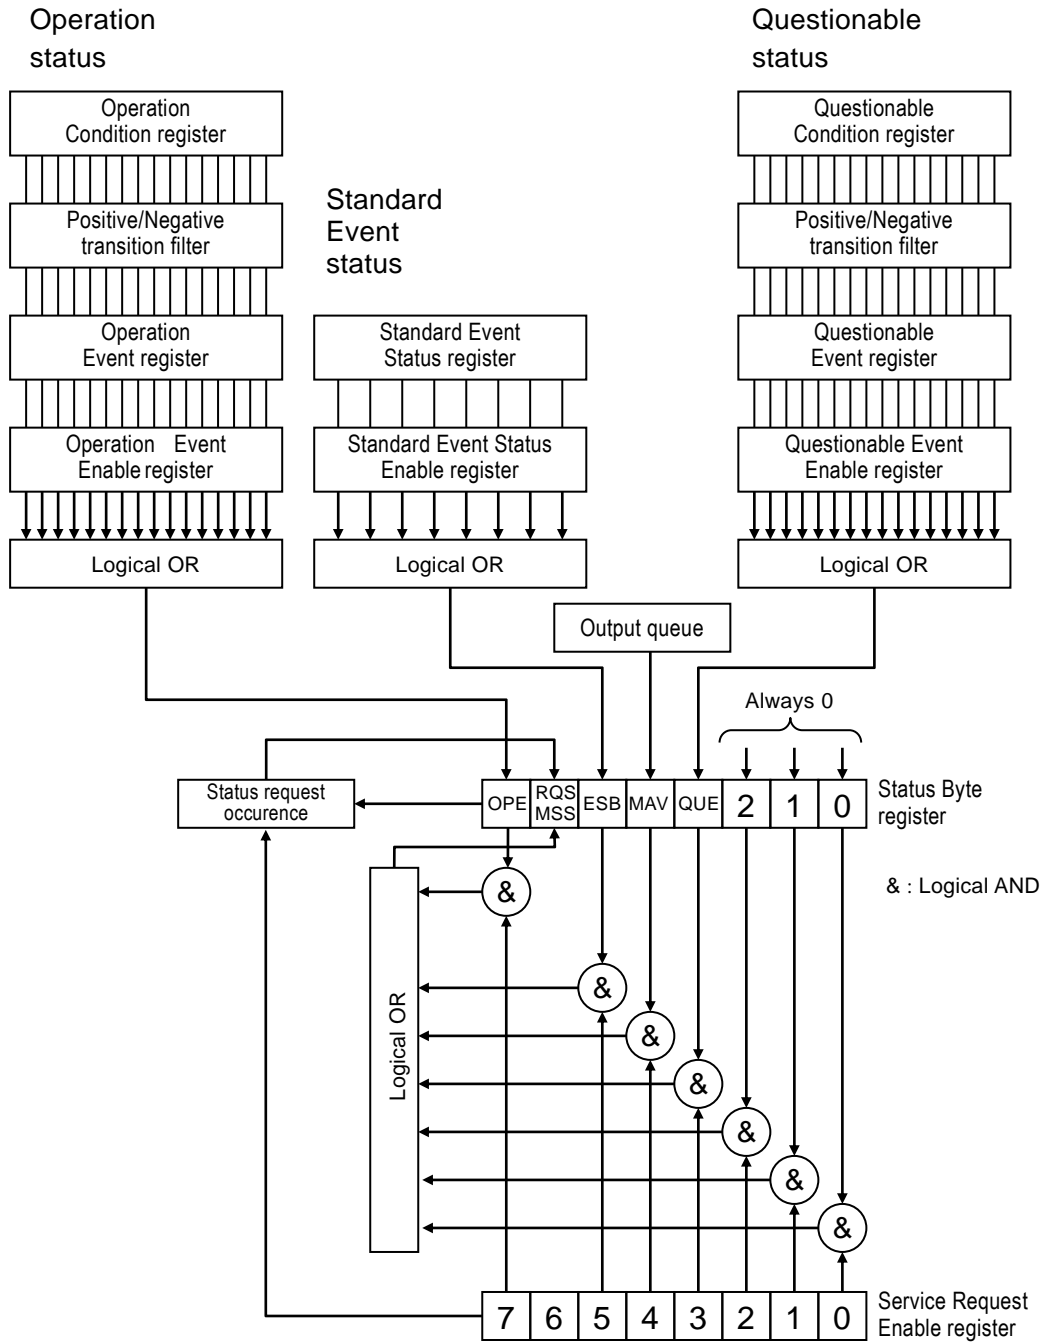 Operation
status
Questionable
status
Operation
Condition register
Questionable
Condition register
Positive/Negative
transition filter
Standard
Event
status
Positive/Negative
transition filter
Operation
Event register
Standard Event
Status register
Questionable
Event register
Operation Event
Enable register
Standard Event Status
Enable register
Questionable Event
Enable register
Logical OR
Logical OR
Logical OR
Output queue
Always 0
Status request
occurence
OPE
RQS
MSS
ESB
MAV
QUE
2
1
0
Status Byte
register
& : Logical AND
&
&
&
&
&
&
&
Logical OR
7
6
5
4
3
2
1
0
Service Request
Enable register